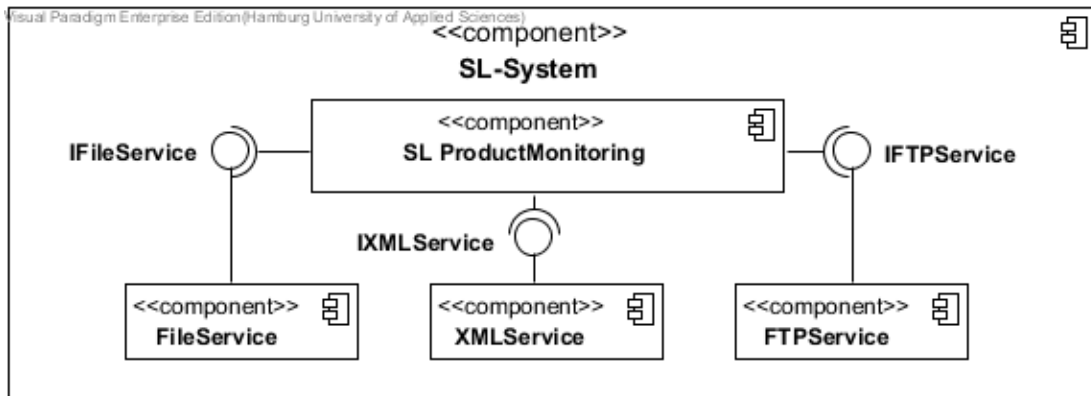 Visual Paradigm Enterprise Edition(Hamburg University of Applied Sciences)
<<component>>
SL-System
<<component>>
SL ProductMonitoring
IFileService
IFTPService
IXMLService
<<component>>
FileService
<<component>>
XMLService
<<component>>
FTPService